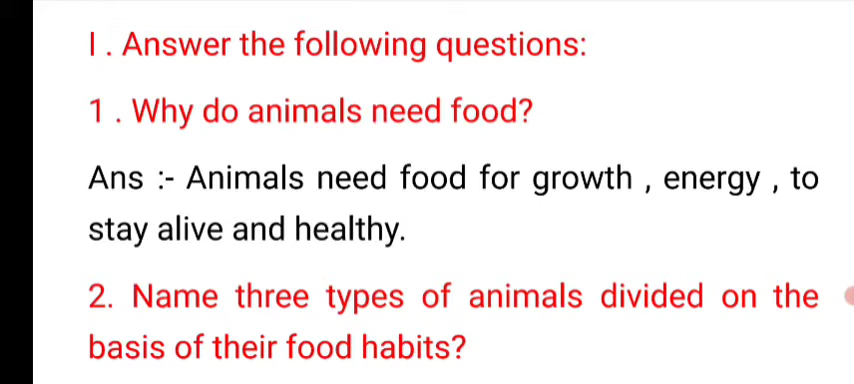 I . Answer the following questions:
1 . Why do animals need food?
Ans :- Animals need food for growth , energy , to
stay alive and healthy.
2. Name three types of animals divided on the
basis of their food habits?